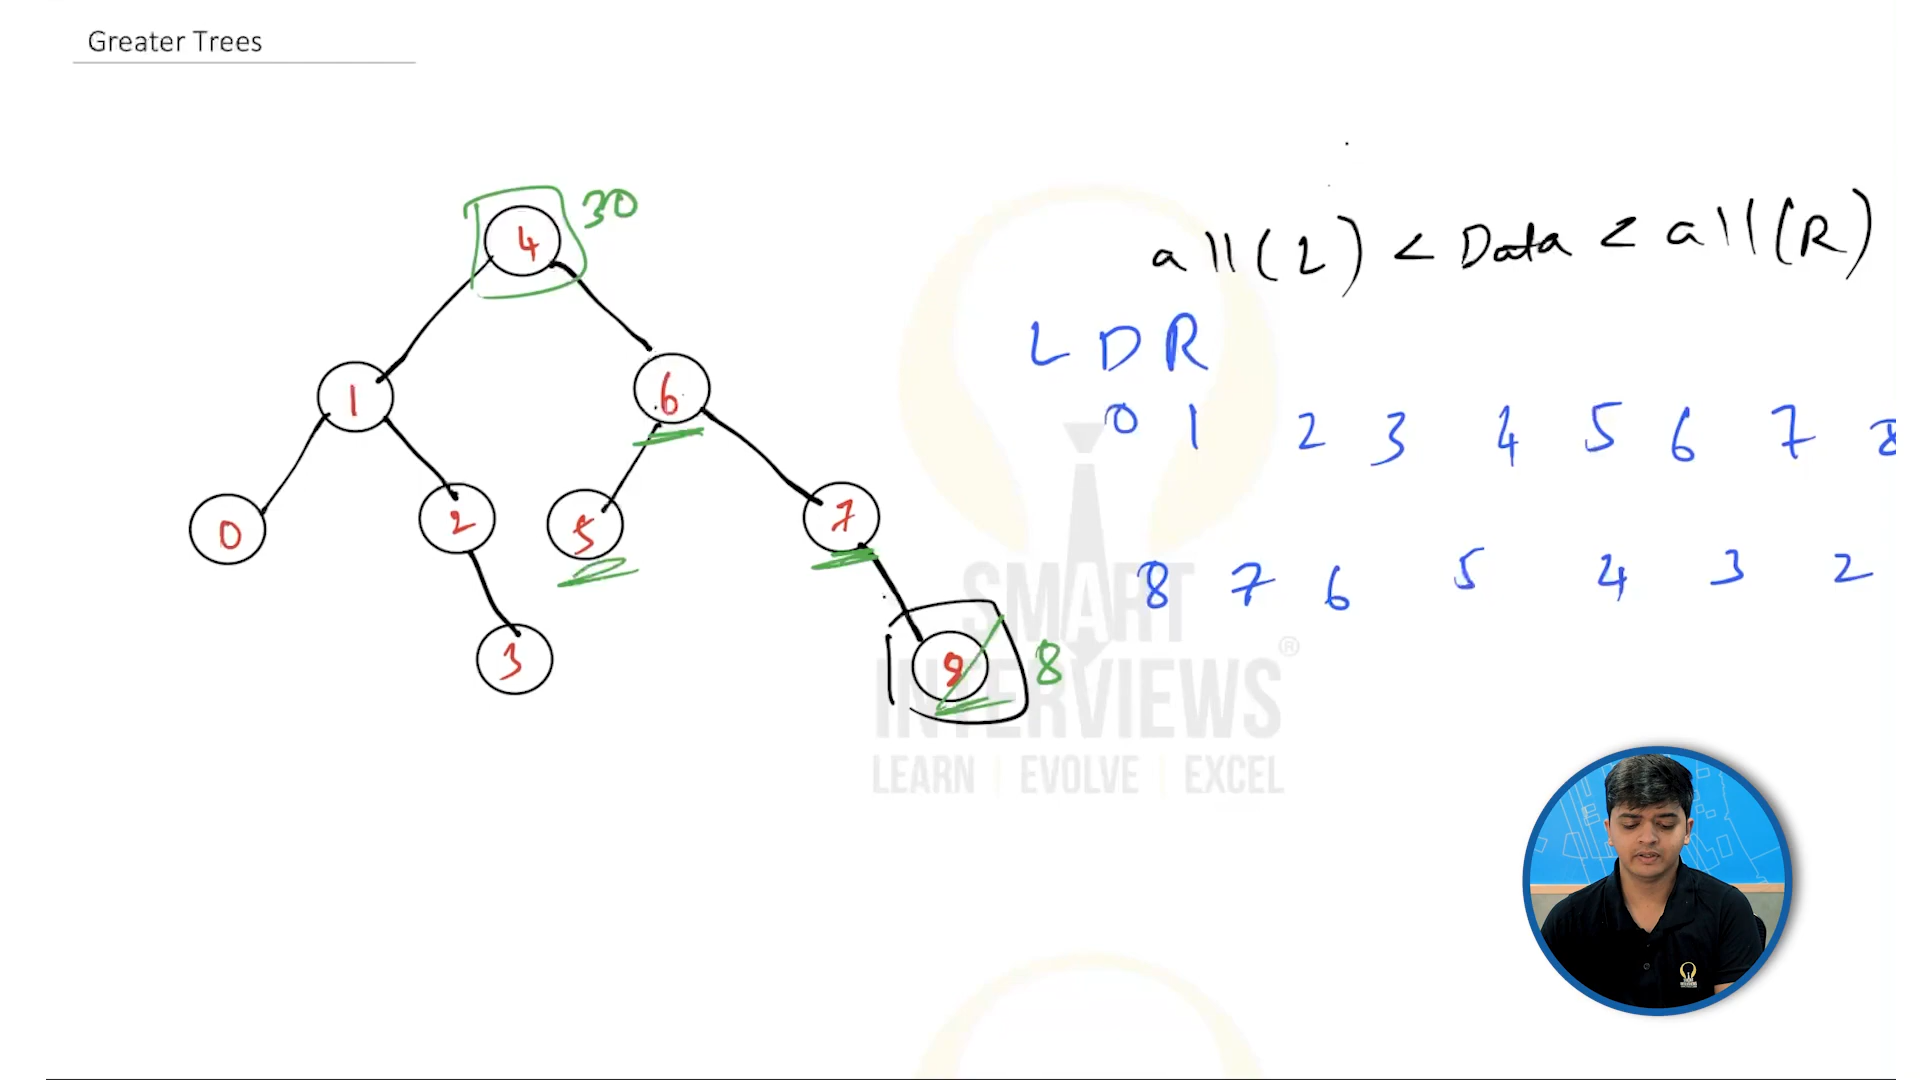 Greater Trees
30
4
all(L) < Data < all(R)
L D R
1
6
0 1 2 3 4 5 6 7 8
0
2
5
7
8 7 6 5 4 3 2
3
8
8
SMART
INTERVIEWS®
LEARN | EVOLVE | EXCEL